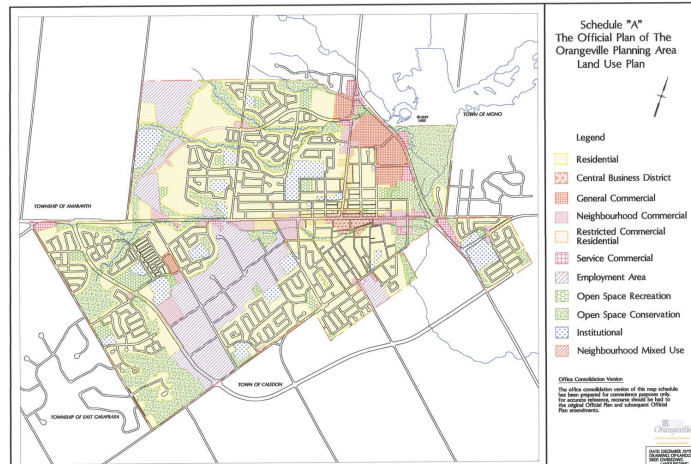 Schedule "A"
The Official Plan of The
Orangeville Planning Area
Land Use Plan
ISLAND
LAKE
TOWN OF MONO
TOWNSHIP OF AMARANTH
TOWN OF CALEDON
TOWNSHIP OF EAST GARAFRAXA
Legend
Residential
Central Business District
General Commercial
Neighbourhood Commercial
Restricted Commercial
Residential
Service Commercial
Employment Area
Open Space Recreation
Open Space Conservation
Institutional
Neighbourhood Mixed Use
Office Consolidation Version
The office consolidation version of this map schedule
has been prepared for convenience purposes only.
For accurate reference, recourse should be had to
the original Official Plan and subsequent Official
Plan amendments.
Orangeville